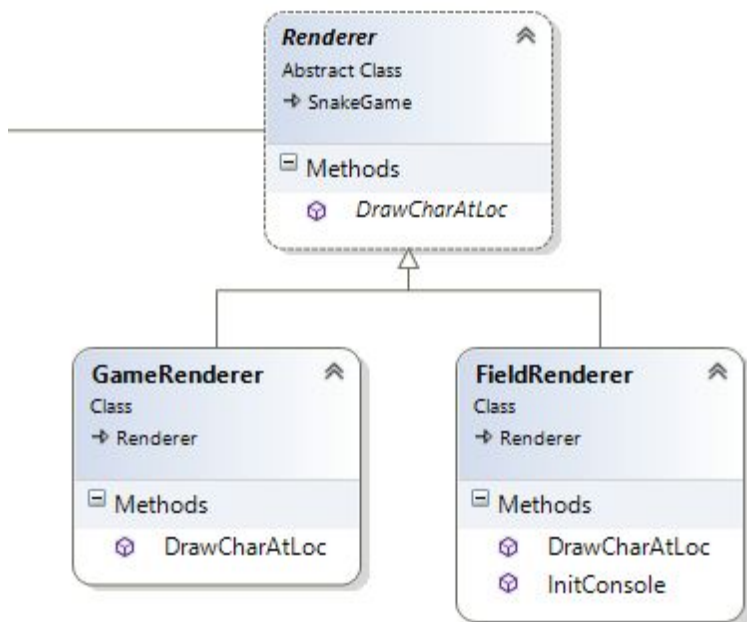 Renderer
Abstract Class
SnakeGame
Methods
DrawCharAtLoc
GameRenderer
Class
Renderer
Methods
DrawCharAtLoc
FieldRenderer
Class
Renderer
Methods
DrawCharAtLoc
InitConsole